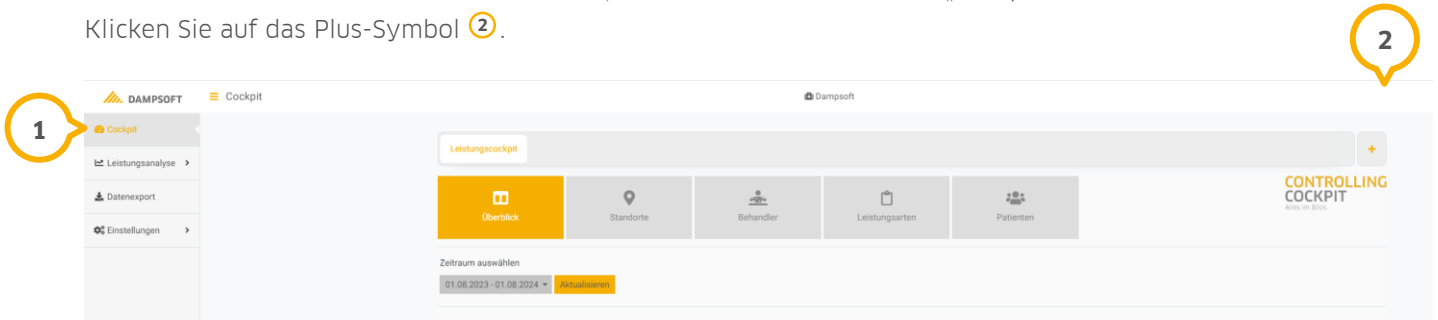 Klicken Sie auf das Plus-Symbol 2.
2
DAMPSOFT
Cockpit
Dampsoft
1
Cockpit
Leistungscockpit
+
Leistungsanalyse
Datenexport
Einstellungen
Überblick
Standorte
Behandler
Leistungsarten
Patienten
CONTROLLING
COCKPIT
Alles im Blick.
Zeitraum auswählen
01.08.2023 - 01.08.2024
Aktualisieren